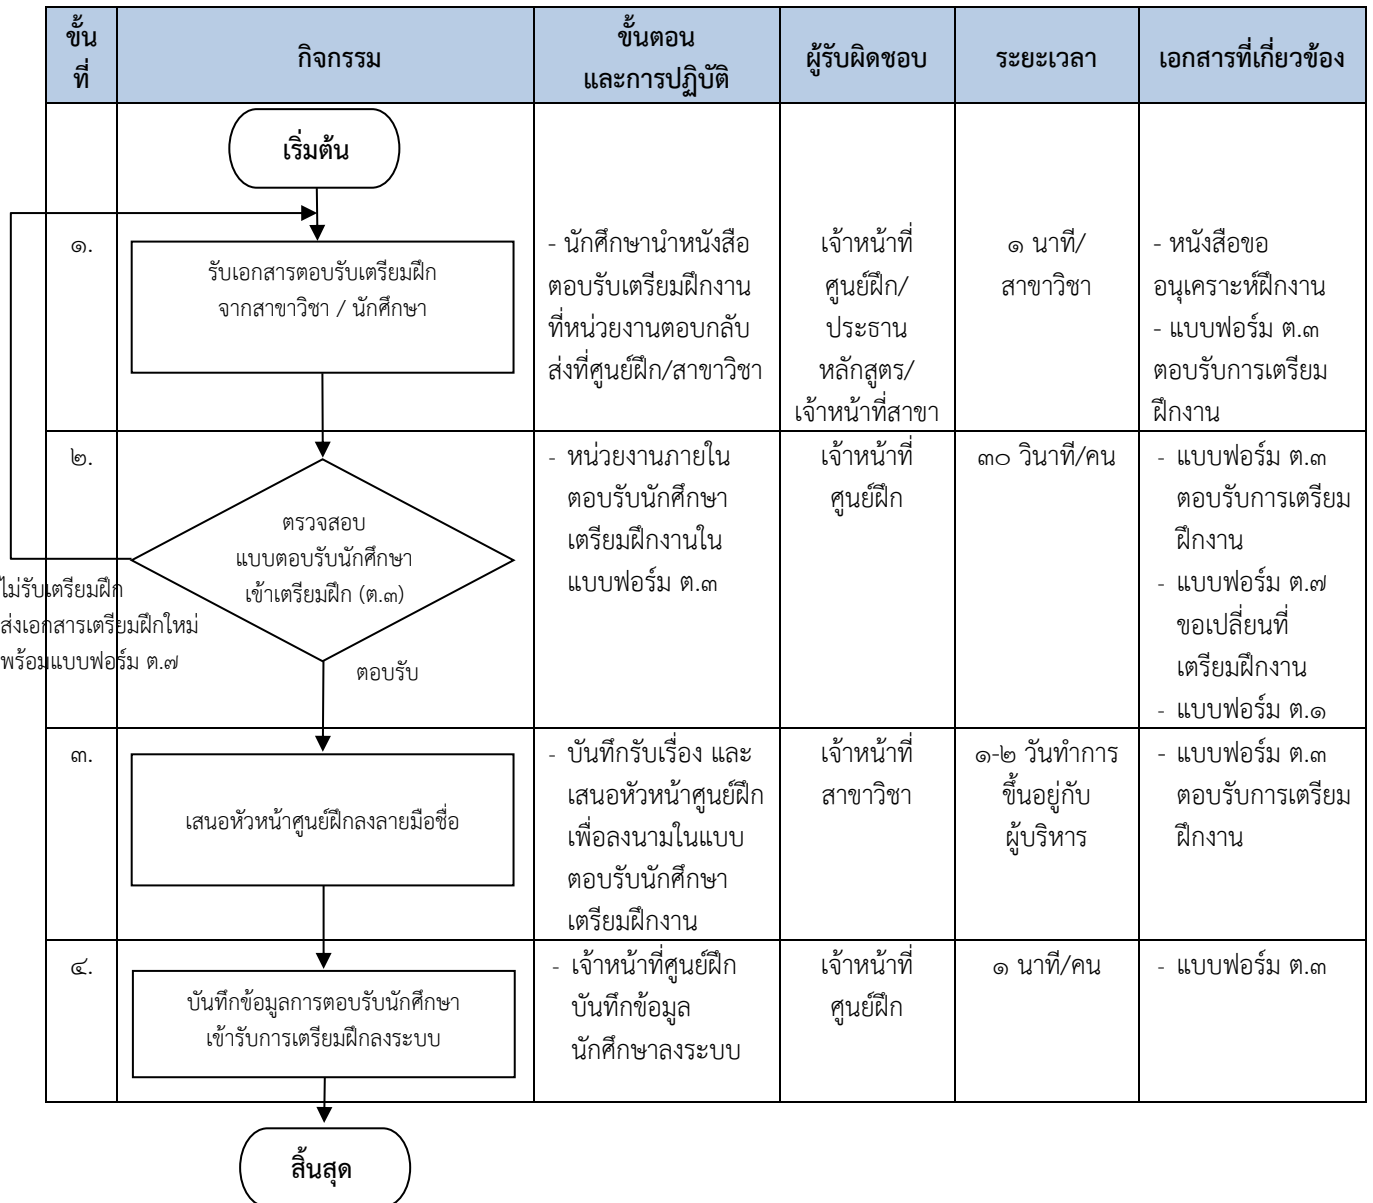 ขั้น
ที่
กิจกรรม
ขั้นตอน
และการปฏิบัติ
ผู้รับผิดชอบ
ระยะเวลา
เอกสารที่เกี่ยวข้อง
เริ่มต้น
๑.
รับเอกสารตอบรับเตรียมฝึก
จากสาขาวิชา / นักศึกษา
- นักศึกษานำหนังสือ
ตอบรับเตรียมฝึกงาน
ที่หน่วยงานตอบกลับ
ส่งที่ศูนย์ฝึก/สาขาวิชา
เจ้าหน้าที่
ศูนย์ฝึก/
ประธาน
หลักสูตร/
เจ้าหน้าที่สาขา
๑ นาที/
สาขาวิชา
- หนังสือขอ
อนุเคราะห์ฝึกงาน
- แบบฟอร์ม ต.๓
ตอบรับการเตรียม
ฝึกงาน
๒.
ตรวจสอบ
แบบตอบรับนักศึกษา
เข้าเตรียมฝึก (ต.๓)
ไม่รับเตรียมฝึก
ส่งเอกสารเตรียมฝึกใหม่
พร้อมแบบฟอร์ม ต.๗
ตอบรับ
- หน่วยงานภายใน
ตอบรับนักศึกษา
เตรียมฝึกงานใน
แบบฟอร์ม ต.๓
เจ้าหน้าที่
ศูนย์ฝึก
๓๐ วินาที/คน
- แบบฟอร์ม ต.๓
ตอบรับการเตรียม
ฝึกงาน
- แบบฟอร์ม ต.๗
ขอเปลี่ยนที่
เตรียมฝึกงาน
- แบบฟอร์ม ต.๑
๓.
เสนอหัวหน้าศูนย์ฝึกลงลายมือชื่อ
- บันทึกรับเรื่อง และ
เสนอหัวหน้าศูนย์ฝึก
เพื่อลงนามในแบบ
ตอบรับนักศึกษา
เตรียมฝึกงาน
เจ้าหน้าที่
สาขาวิชา
๑-๒ วันทำการ
ขึ้นอยู่กับ
ผู้บริหาร
- แบบฟอร์ม ต.๓
ตอบรับการเตรียม
ฝึกงาน
๔.
บันทึกข้อมูลการตอบรับนักศึกษา
เข้ารับการเตรียมฝึกลงระบบ
- เจ้าหน้าที่ศูนย์ฝึก
บันทึกข้อมูล
นักศึกษาลงระบบ
เจ้าหน้าที่
ศูนย์ฝึก
๑ นาที/คน
- แบบฟอร์ม ต.๓
สิ้นสุด